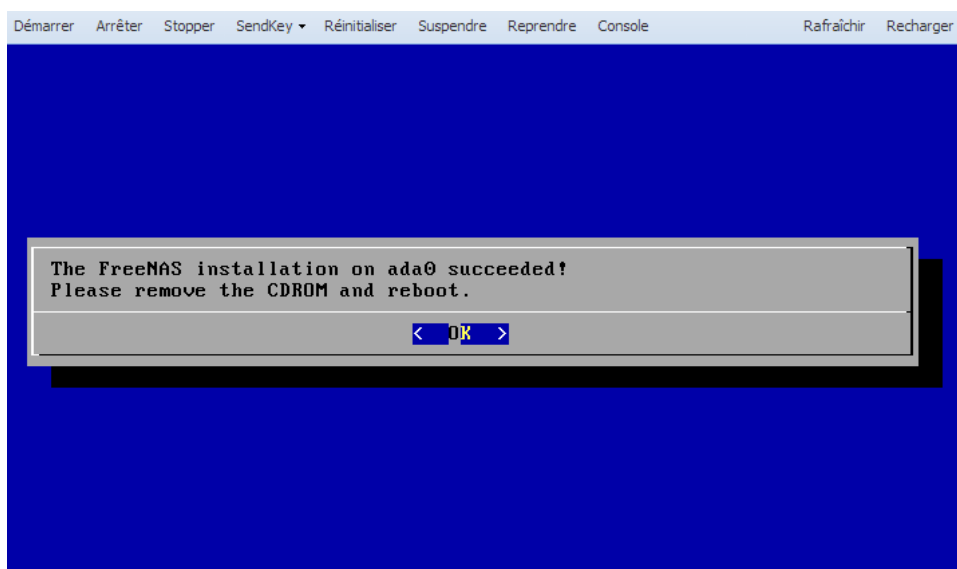 Démarrer Arrêter Stopper SendKey Réinitialiser Suspendre Reprendre Console Rafraîchir Recharger
The FreeNAS installation on ada0 succeeded!
Please remove the CDROM and reboot.
< OK >